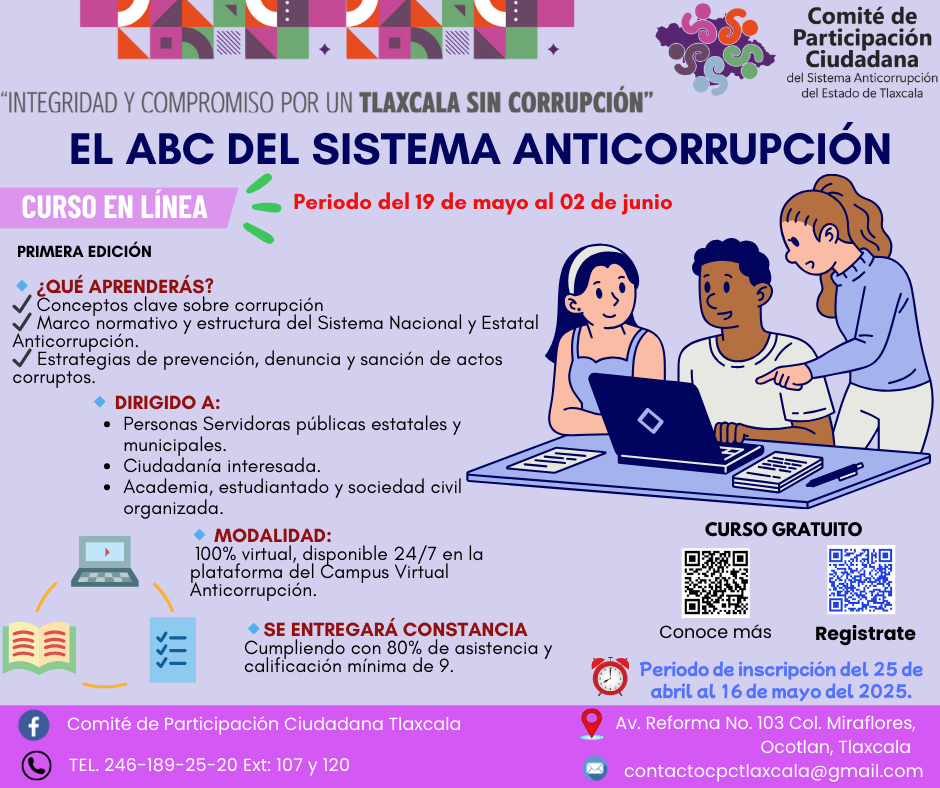 Comité de
Participación
Ciudadana
del Sistema Anticorrupción
del Estado de Tlaxcala
“INTEGRIDAD Y COMPROMISO POR UN TLAXCALA SIN CORRUPCIÓN”
EL ABC DEL SISTEMA ANTICORRUPCIÓN
CURSO EN LÍNEA
Periodo del 19 de mayo al 02 de junio
PRIMERA EDICIÓN
¿QUÉ APRENDERÁS?
Conceptos clave sobre corrupción
Marco normativo y estructura del Sistema Nacional y Estatal
Anticorrupción.
Estrategias de prevención, denuncia y sanción de actos
corruptos.
DIRIGIDO A:
Personas Servidoras públicas estatales y
municipales.
Ciudadanía interesada.
Academia, estudiantado y sociedad civil
organizada.
MODALIDAD:
100% virtual, disponible 24/7 en la
plataforma del Campus Virtual
Anticorrupción.
SE ENTREGARÁ CONSTANCIA
Cumpliendo con 80% de asistencia y
calificación mínima de 9.
CURSO GRATUITO
Conoce más
Registrate
Periodo de inscripción del 25 de
abril al 16 de mayo del 2025.
Comité de Participación Ciudadana Tlaxcala
TEL. 246-189-25-20 Ext: 107 y 120
Av. Reforma No. 103 Col. Miraflores,
Ocotlan, Tlaxcala
contactocpctlaxcala@gmail.com